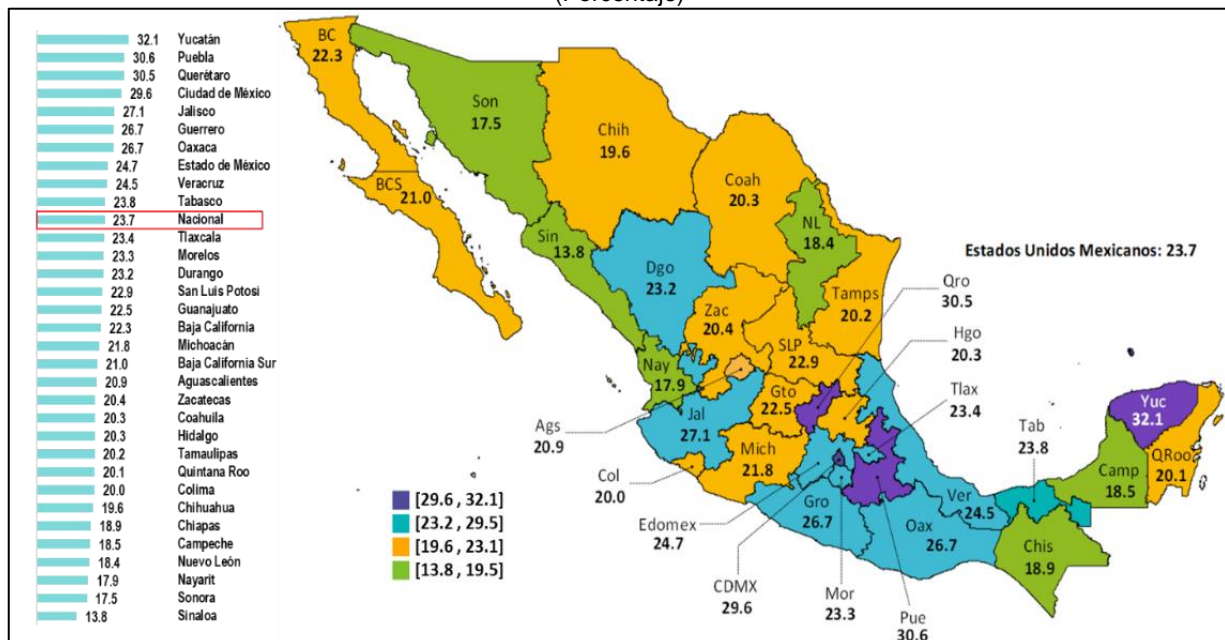 (Porcentaje)
32.1 Yucatán
30.6 Puebla
30.5 Querétaro
29.6 Ciudad de México
27.1 Jalisco
26.7 Guerrero
26.7 Oaxaca
24.7 Estado de México
24.5 Veracruz
23.8 Tabasco
23.7 Nacional
23.4 Tlaxcala
23.3 Morelos
23.2 Durango
22.9 San Luis Potosí
22.5 Guanajuato
22.3 Baja California
21.8 Michoacán
21.0 Baja California Sur
20.9 Aguascalientes
20.4 Zacatecas
20.3 Coahuila
20.3 Hidalgo
20.2 Tamaulipas
20.1 Quintana Roo
20.0 Colima
19.6 Chihuahua
18.9 Chiapas
18.5 Campeche
18.4 Nuevo León
17.9 Nayarit
17.5 Sonora
13.8 Sinaloa
BC
22.3
Son
17.5
Chih
19.6
Coah
20.3
BCS
21.0
NL
18.4
Sin
13.8
Dgo
23.2
Estados Unidos Mexicanos: 23.7
Tamps
20.2
Qro
30.5
Zac
20.4
Hgo
20.3
SLP
22.9
Nay
17.9
Gto
22.5
Tlax
23.4
Yuc
32.1
Ags
20.9
Jal
27.1
Tab
23.8
Mich
21.8
QRoo
20.1
Camp
18.5
Col
20.0
Ver
24.5
Gro
26.7
Edomex
24.7
Oax
26.7
Chis
18.9
CDMX
29.6
Mor
23.3
Pue
30.6
[29.6 , 32.1]
[23.2 , 29.5]
[19.6 , 23.1]
[13.8 , 19.5]